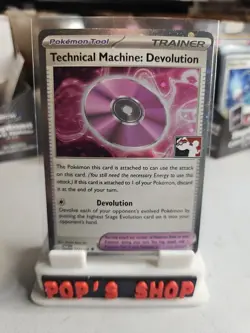 Pokémon Tool
TRAINER
Technical Machine: Devolution
The Pokémon this card is attached to can use the attack
on this card. (You still need the necessary Energy to use this
attack.) If this card is attached to 1 of your Pokémon, discard
it at the end of your turn.
Devolution
Devolve each of your opponent's evolved Pokémon by
putting the highest Stage Evolution card on it into your
opponent's hand.
POP'S SHOP